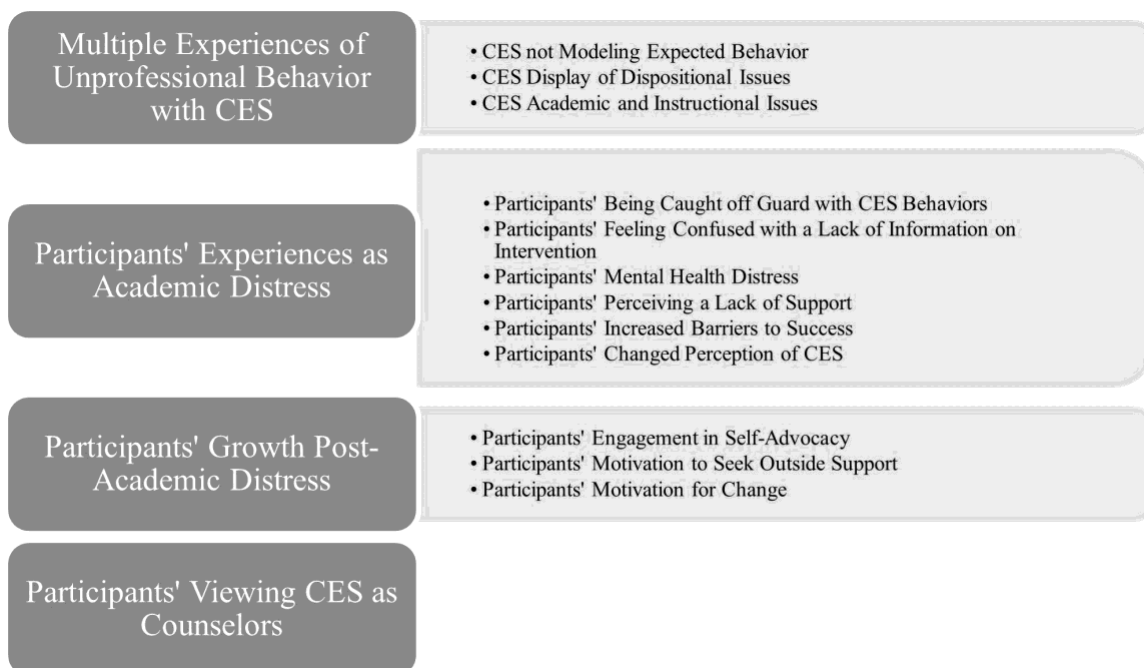 Multiple Experiences of
Unprofessional Behavior
with CES
• CES not Modeling Expected Behavior
• CES Display of Dispositional Issues
• CES Academic and Instructional Issues
Participants' Experiences as
Academic Distress
• Participants' Being Caught off Guard with CES Behaviors
• Participants' Feeling Confused with a Lack of Information on
Intervention
• Participants' Mental Health Distress
• Participants' Perceiving a Lack of Support
• Participants' Increased Barriers to Success
• Participants' Changed Perception of CES
Participants' Growth Post-
Academic Distress
• Participants' Engagement in Self-Advocacy
• Participants' Motivation to Seek Outside Support
• Participants' Motivation for Change
Participants' Viewing CES as
Counselors